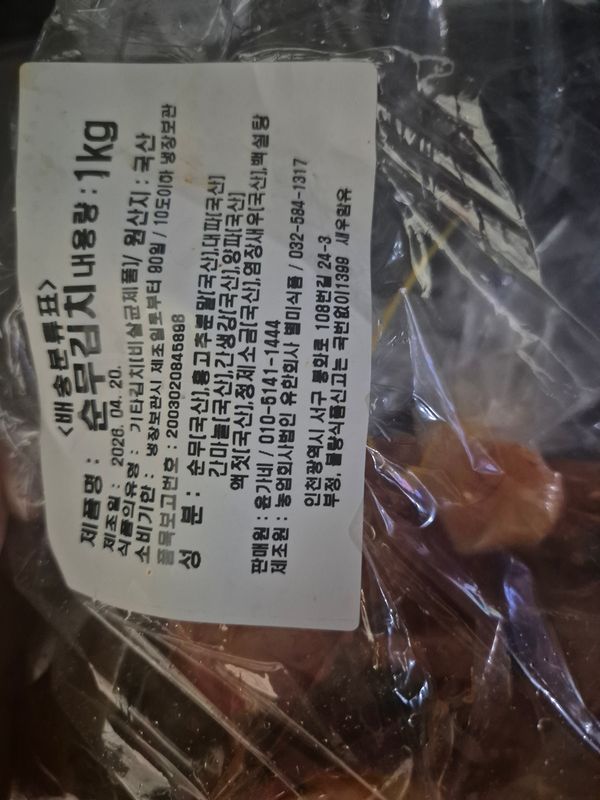 <배송분류표>
제품명 : 순무김치 내용량 : 1kg
제조일 : 2026. 04. 20.
식품의유형 : 기타김치(비살균제품)/ 원산지 : 국산
소비기한 : 냉장보관시 제조일로부터 90일 / 10도이하 냉장보관
품목보고번호 : 2003020845898
성 분 : 순무[국산],홍고추분말[국산],대파[국산]
간마늘[국산],간생강[국산],양파[국산]
액젓[국산],정제소금[국산],염장새우[국산],백설탕
판매원 : 윤가네 / 010-5141-1444
제조원 : 농업회사법인 유한회사 별미식품 / 032-584-1317
인천광역시 서구 봉화로 108번길 24-3
부정, 불량식품신고는 국번없이1399 새우함유